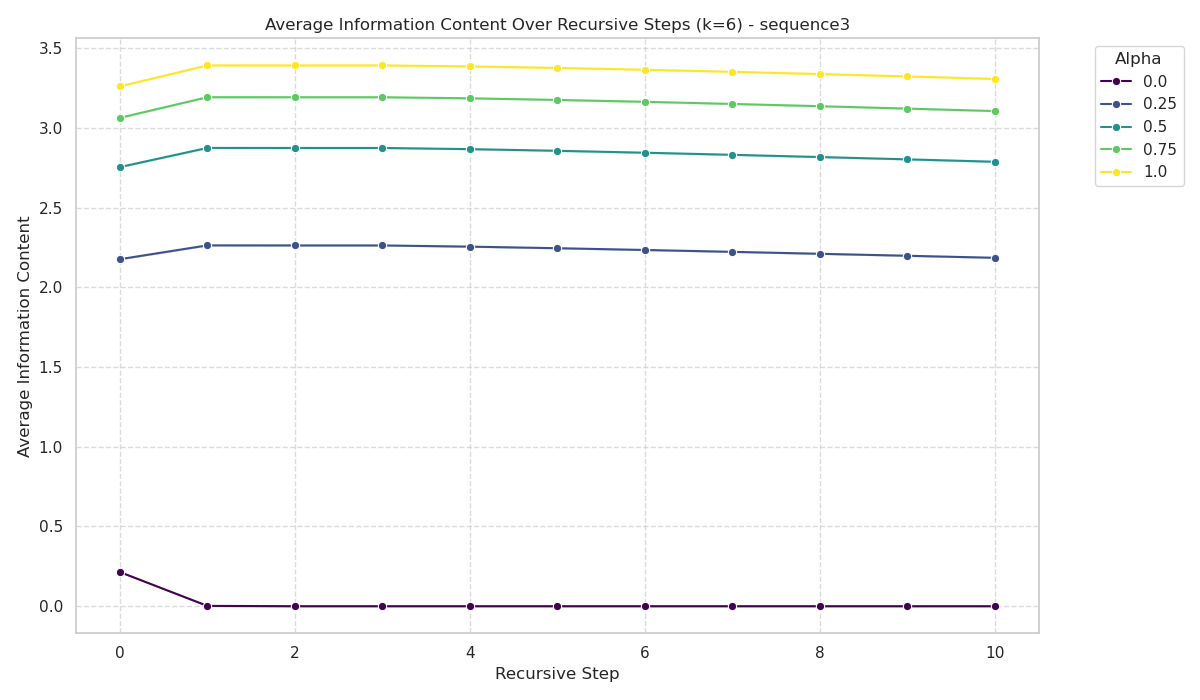 Average Information Content Over Recursive Steps (k=6) - sequence3
Average Information Content
3.5
3.0
2.5
2.0
1.5
1.0
0.5
0.0
0 2 4 6 8 10
Recursive Step
Alpha
0.0
0.25
0.5
0.75
1.0